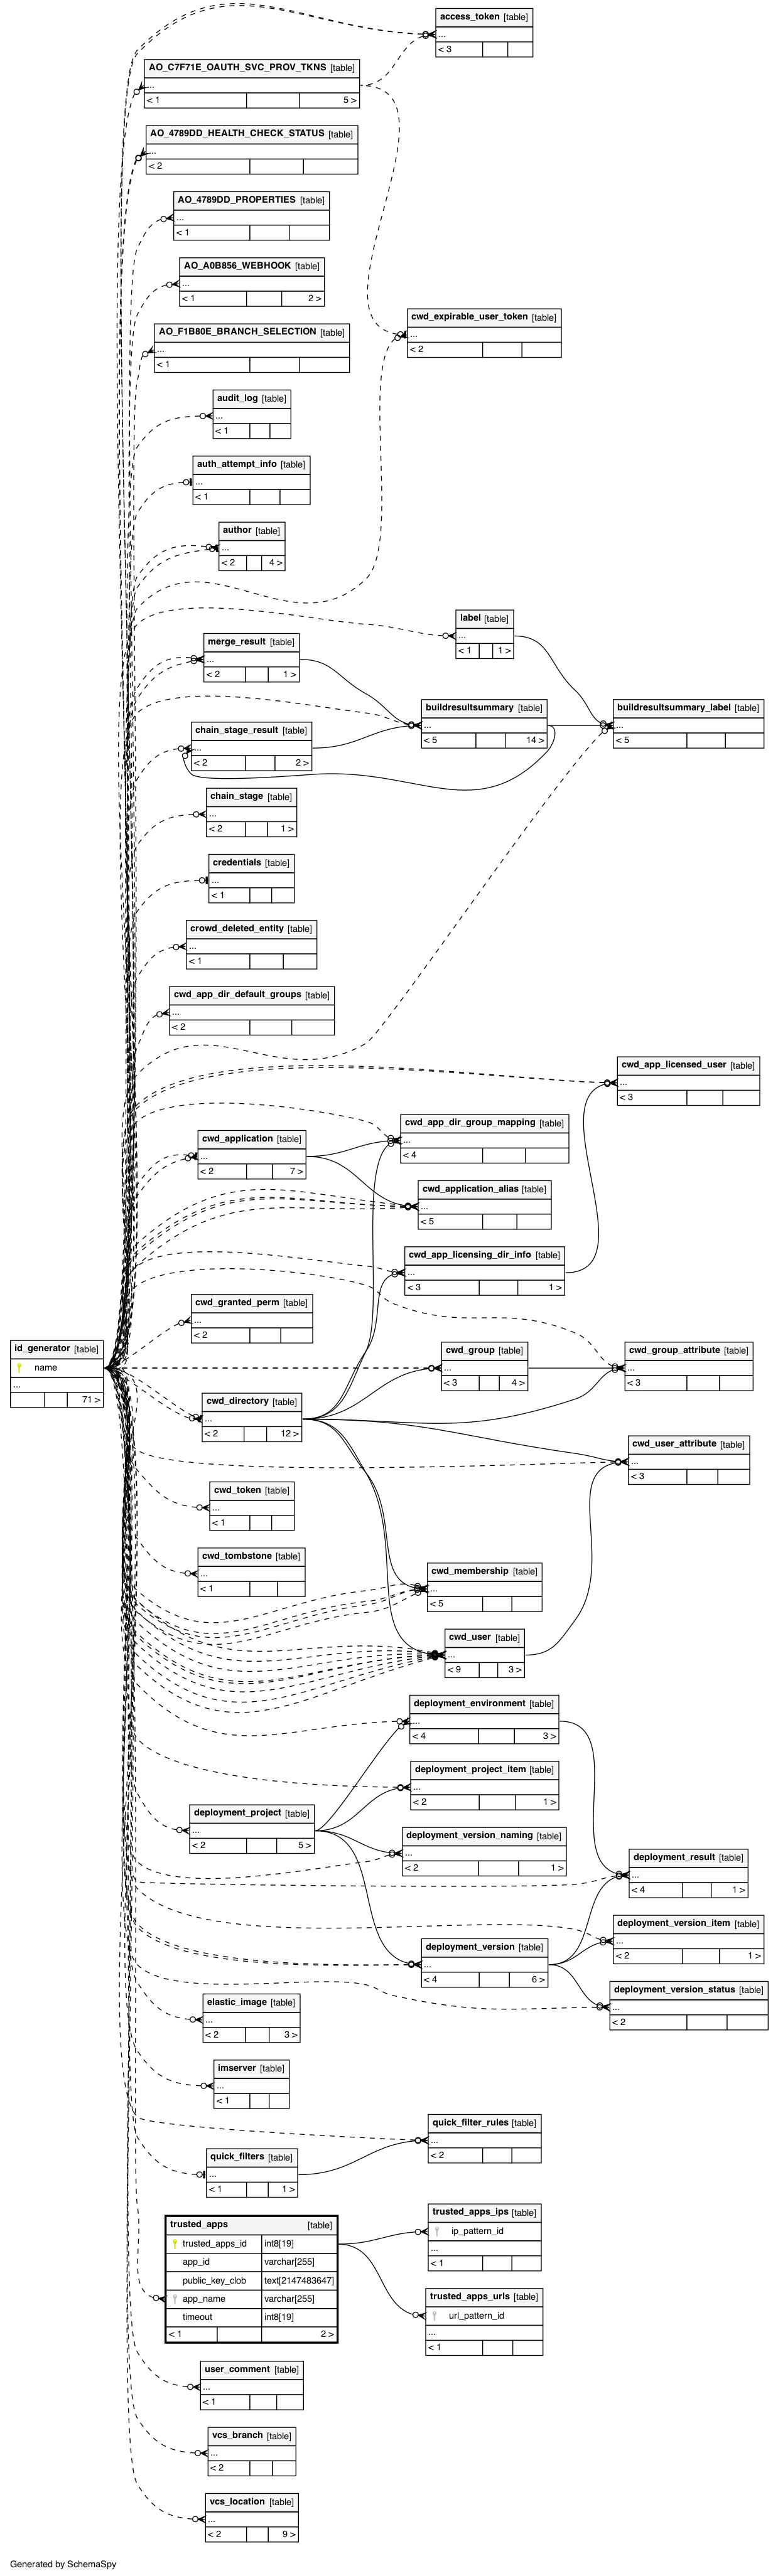 access_token [table]
...
< 3
AO_C7F71E_OAUTH_SVC_PROV_TKNS [table]
...
< 1 5 >
AO_4789DD_HEALTH_CHECK_STATUS [table]
...
< 2
AO_4789DD_PROPERTIES [table]
...
< 1
AO_A0B856_WEBHOOK [table]
...
< 1 2 >
cwd_expirable_user_token [table]
...
< 2
AO_F1B80E_BRANCH_SELECTION [table]
...
< 1
audit_log [table]
...
< 1
auth_attempt_info [table]
...
< 1
author [table]
...
< 2 4 >
label [table]
...
< 1 1 >
merge_result [table]
...
< 2 1 >
buildresultsummary [table]
...
< 5 14 >
buildresultsummary_label [table]
...
< 5
chain_stage_result [table]
...
< 2 2 >
chain_stage [table]
...
< 2 1 >
credentials [table]
...
< 1
crowd_deleted_entity [table]
...
< 1
cwd_app_dir_default_groups [table]
...
< 2
cwd_app_licensed_user [table]
...
< 3
cwd_app_dir_group_mapping [table]
...
< 4
cwd_application [table]
...
< 2 7 >
cwd_application_alias [table]
...
< 5
cwd_app_licensing_dir_info [table]
...
< 3 1 >
cwd_granted_perm [table]
...
< 2
id_generator [table]
name
...
71 >
cwd_group [table]
...
< 3 4 >
cwd_group_attribute [table]
...
< 3
cwd_directory [table]
...
< 2 12 >
cwd_user_attribute [table]
...
< 3
cwd_token [table]
...
< 1
cwd_tombstone [table]
...
< 1
cwd_membership [table]
...
< 5
cwd_user [table]
...
< 9 3 >
deployment_environment [table]
...
< 4 3 >
deployment_project_item [table]
...
< 2 1 >
deployment_project [table]
...
< 2 5 >
deployment_version_naming [table]
...
< 2 1 >
deployment_result [table]
...
< 4 1 >
deployment_version_item [table]
...
< 2 1 >
deployment_version [table]
...
< 4 6 >
deployment_version_status [table]
...
< 2
elastic_image [table]
...
< 2 3 >
imserver [table]
...
< 1
quick_filter_rules [table]
...
< 2
quick_filters [table]
...
< 1 1 >
trusted_apps [table]
trusted_apps_id int8[19]
app_id varchar[255]
public_key_clob text[2147483647]
app_name varchar[255]
timeout int8[19]
< 1 2 >
trusted_apps_ips [table]
ip_pattern_id
...
< 1
trusted_apps_urls [table]
url_pattern_id
...
< 1
user_comment [table]
...
< 1
vcs_branch [table]
...
< 2
vcs_location [table]
...
< 2 9 >
Generated by SchemaSpy